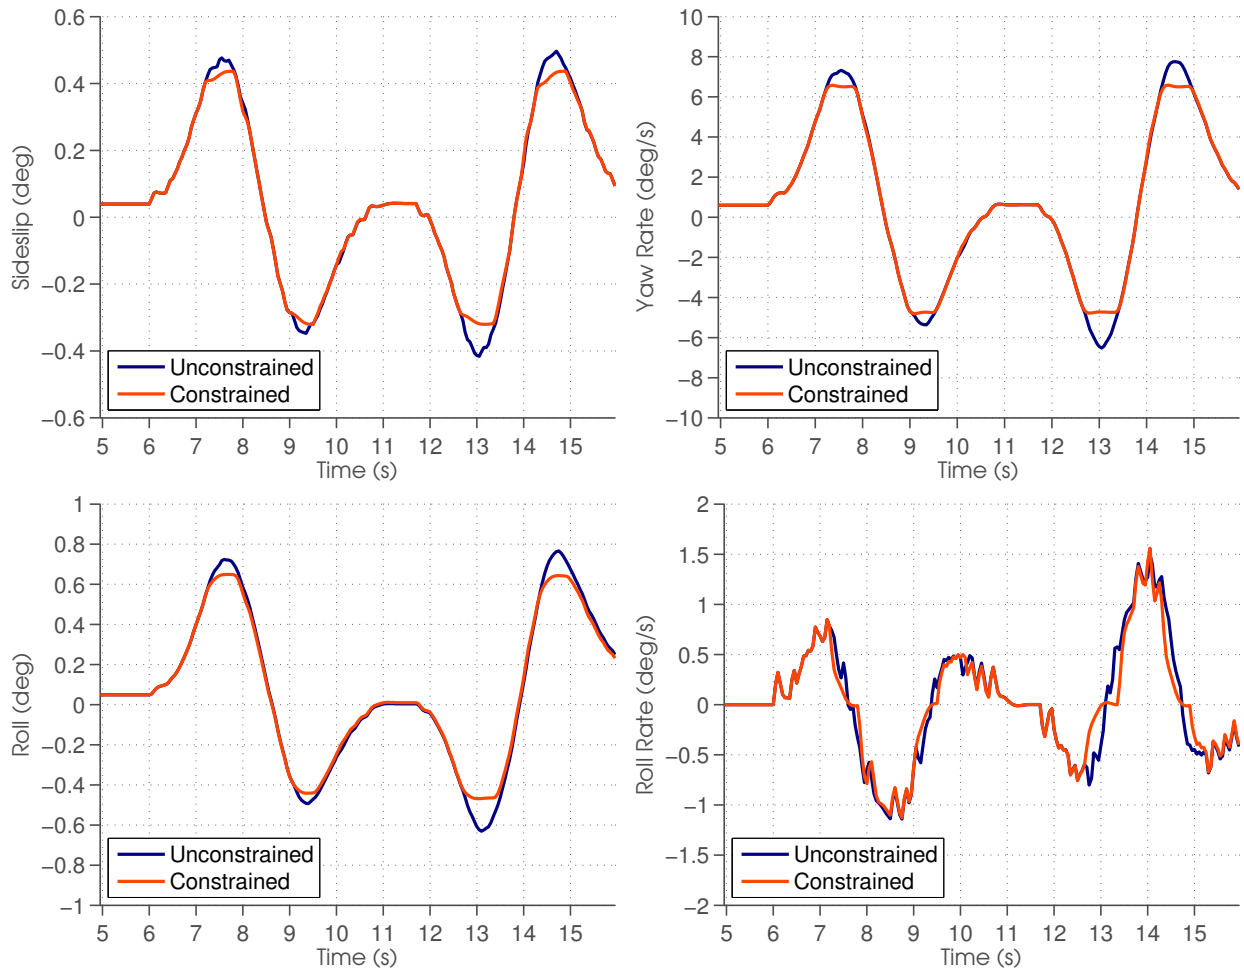 Sideslip (deg)
0.6
0.4
0.2
0
−0.2
−0.4
−0.6
Unconstrained
Constrained
5 6 7 8 9 10 11 12 13 14 15
Time (s)
Yaw Rate (deg/s)
10
8
6
4
2
0
−2
−4
−6
−8
−10
Unconstrained
Constrained
5 6 7 8 9 10 11 12 13 14 15
Time (s)
Roll (deg)
1
0.8
0.6
0.4
0.2
0
−0.2
−0.4
−0.6
−0.8
−1
Unconstrained
Constrained
5 6 7 8 9 10 11 12 13 14 15
Time (s)
Roll Rate (deg/s)
2
1.5
1
0.5
0
−0.5
−1
−1.5
−2
Unconstrained
Constrained
5 6 7 8 9 10 11 12 13 14 15
Time (s)